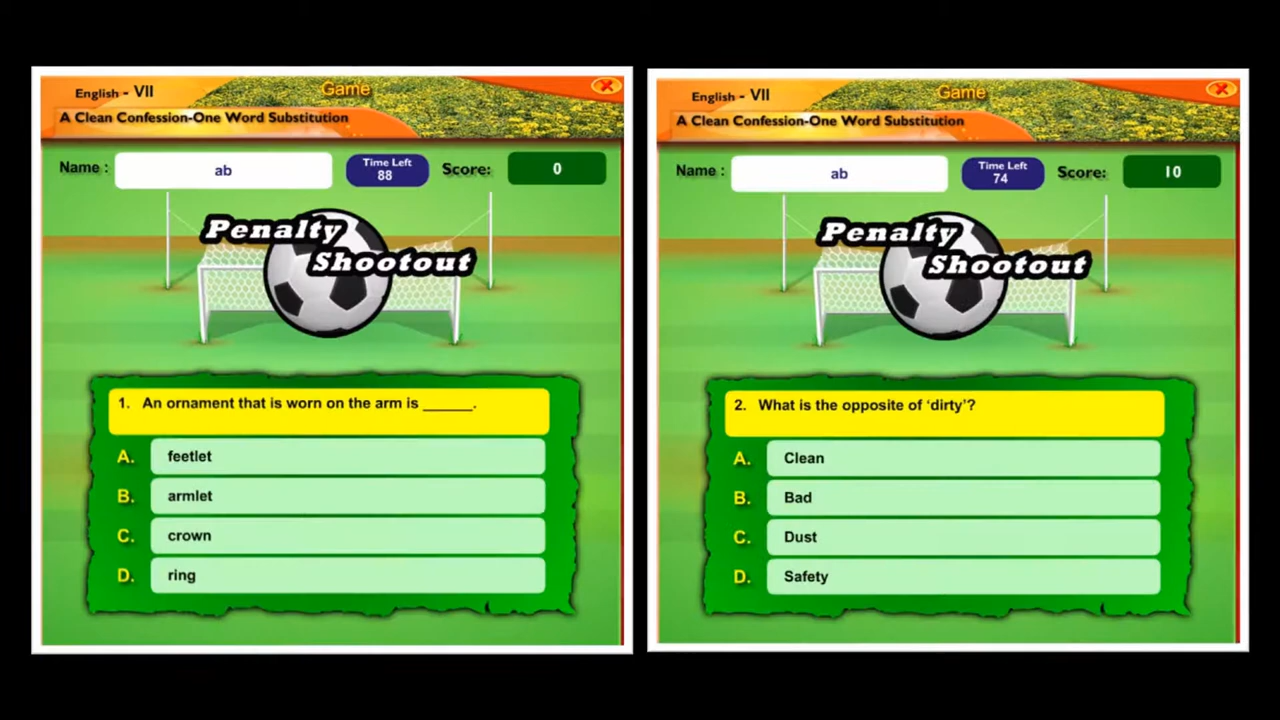 English - VII
Game
A Clean Confession-One Word Substitution
Name :
ab
Time Left
88
Score:
0
Penalty
Shootout
1. An ornament that is worn on the arm is ______.
A. feetlet
B. armlet
C. crown
D. ring
English - VII
Game
A Clean Confession-One Word Substitution
Name :
ab
Time Left
74
Score:
10
Penalty
Shootout
2. What is the opposite of ‘dirty’?
A. Clean
B. Bad
C. Dust
D. Safety